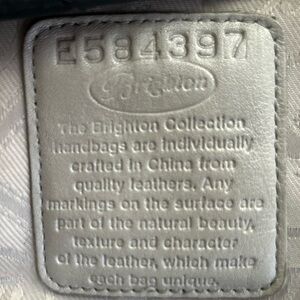 E584397
Brighton
The Brighton Collection
handbags are individually
crafted in China from
quality leathers. Any
markings on the surface are
part of the natural beauty,
texture and character
of the leather, which make
each bag unique.